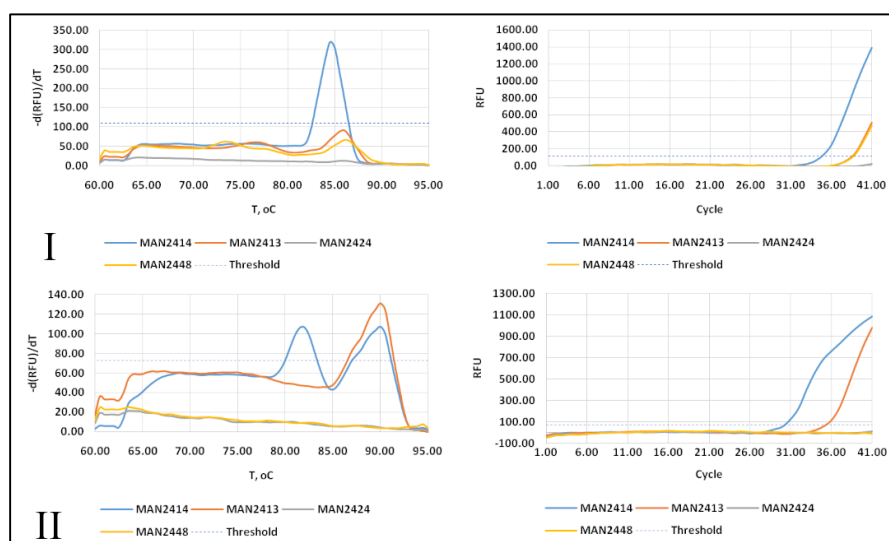 350.00
300.00
250.00
200.00
150.00
100.00
50.00
0.00
-d(RFU)/dT
60.00 65.00 70.00 75.00 80.00 85.00 90.00 95.00
T, oC
MAN2414 MAN2413 MAN2424
MAN2448 Threshold
I
1600.00
1400.00
1200.00
1000.00
800.00
600.00
400.00
200.00
0.00
RFU
1.00 6.00 11.00 16.00 21.00 26.00 31.00 36.00 41.00
Cycle
MAN2414 MAN2413 MAN2424
MAN2448 Threshold
140.00
120.00
100.00
80.00
60.00
40.00
20.00
0.00
-d(RFU)/dT
60.00 65.00 70.00 75.00 80.00 85.00 90.00 95.00
T, oC
MAN2414 MAN2413 MAN2424
MAN2448 Threshold
II
1300.00
1100.00
900.00
700.00
500.00
300.00
100.00
-100.00
RFU
1.00 6.00 11.00 16.00 21.00 26.00 31.00 36.00 41.00
Cycle
MAN2414 MAN2413 MAN2424
MAN2448 Threshold